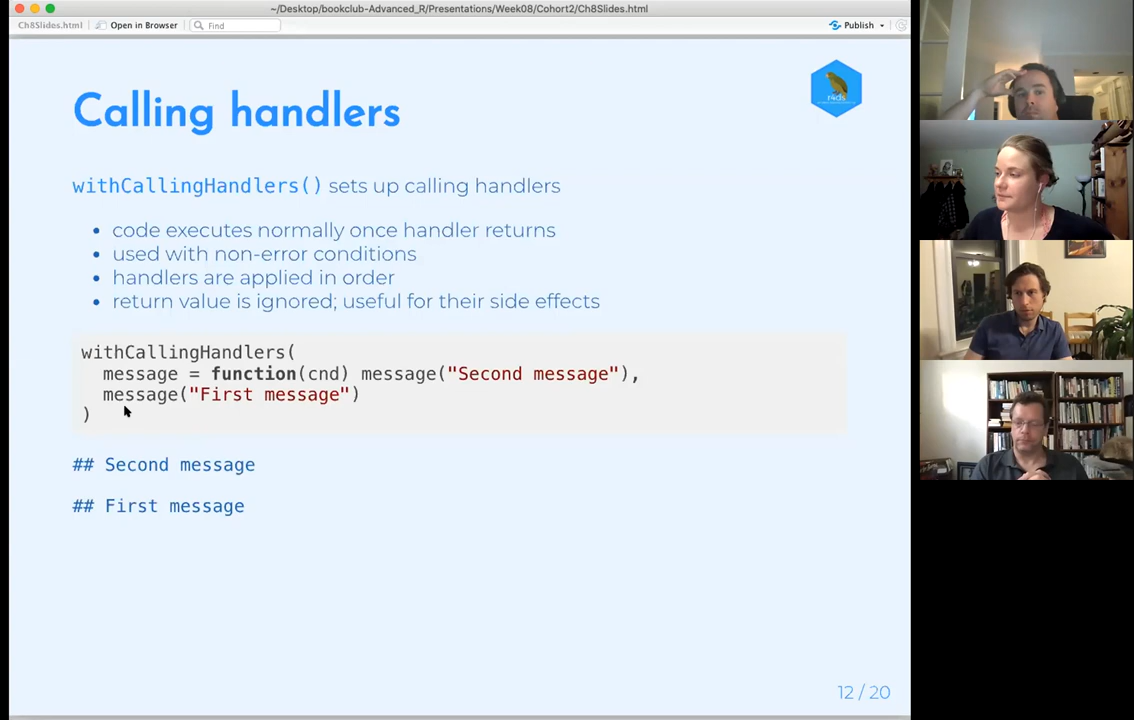 ~/Desktop/bookclub-Advanced_R/Presentations/Week08/Cohort2/Ch8Slides.html
Ch8Slides.html Open in Browser Find Publish
Calling handlers
r4ds
withCallingHandlers() sets up calling handlers
• code executes normally once handler returns
• used with non-error conditions
• handlers are applied in order
• return value is ignored; useful for their side effects
withCallingHandlers(
message = function(cnd) message("Second message"),
message("First message")
)
## Second message
## First message
12 / 20